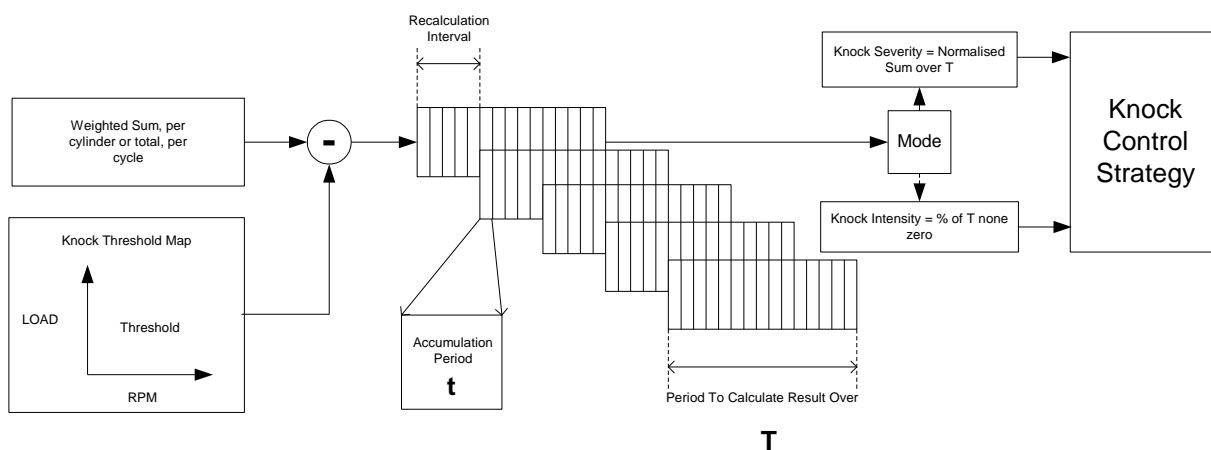 Recalculation
Interval
Weighted Sum, per
cylinder or total, per
cycle
-
Knock Severity = Normalised
Sum over T
Mode
Knock Intensity = % of T none
zero
Knock
Control
Strategy
Knock Threshold Map
LOAD
Threshold
RPM
Accumulation
Period
t
Period To Calculate Result Over
T